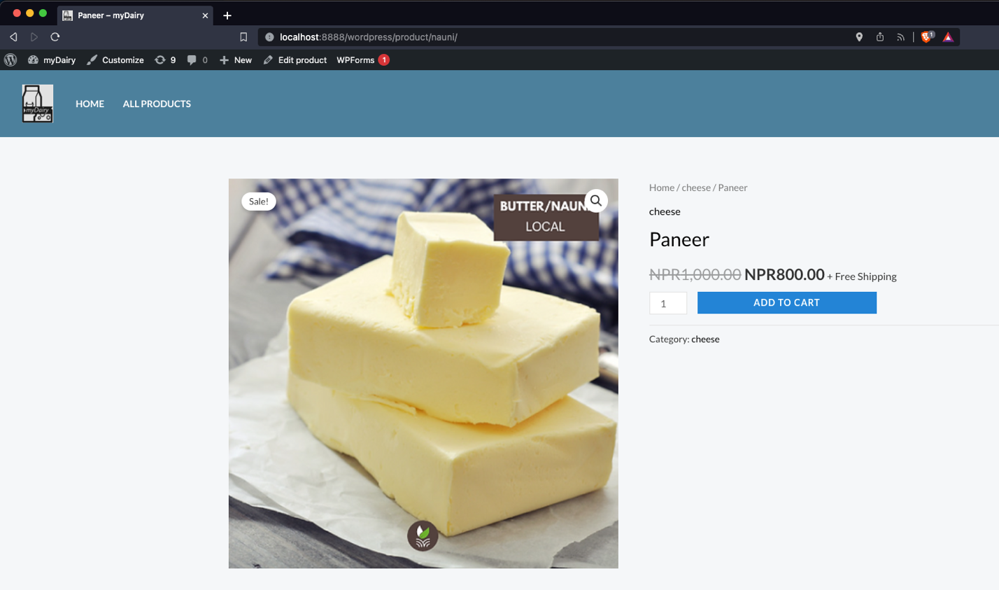 Paneer – myDairy
localhost:8888/wordpress/product/nauni/
1
myDairy
Customize
9
0
New
Edit product
WPForms
1
myDairy
HOME
ALL PRODUCTS
Sale!
BUTTER/NAUN
LOCAL
Home / cheese / Paneer
cheese
Paneer
NPR1,000.00 NPR800.00 + Free Shipping
1
ADD TO CART
Category: cheese